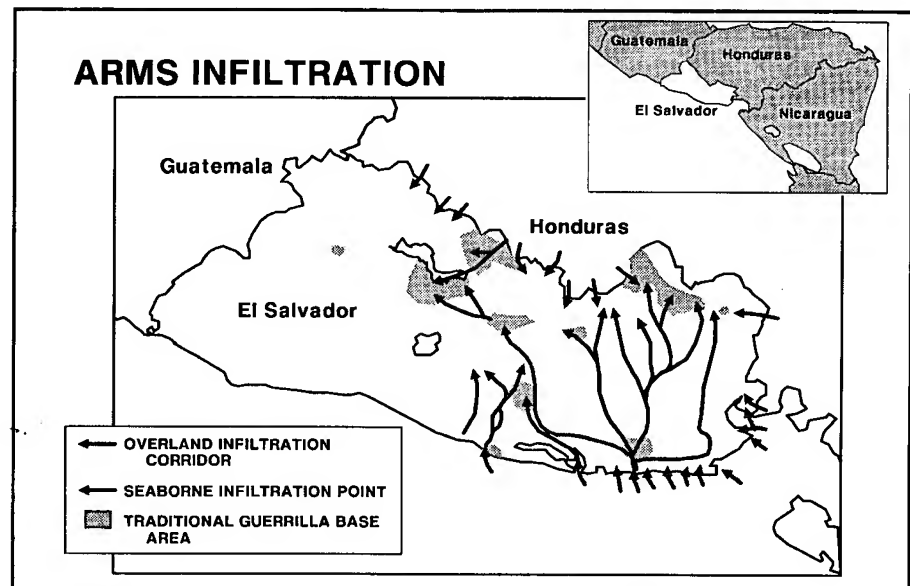 ARMS INFILTRATION
Guatemala
Honduras
El Salvador
Nicaragua
Guatemala
Honduras
El Salvador
OVERLAND INFILTRATION
CORRIDOR
SEABORNE INFILTRATION POINT
TRADITIONAL GUERRILLA BASE
AREA